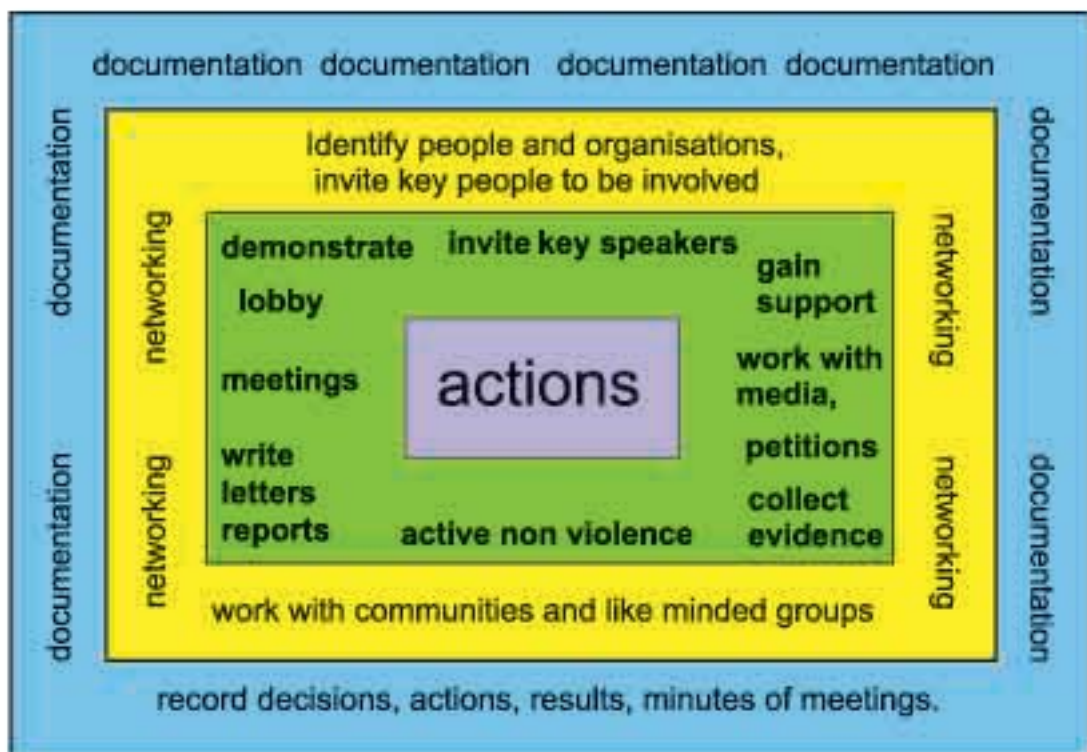 documentation documentation documentation documentation
documentation
documentation
documentation
documentation
Identify people and organisations,
invite key people to be involved
networking
networking
networking
networking
demonstrate
invite key speakers
gain
support
lobby
meetings
actions
work with
media,
petitions
write
letters
reports
active non violence
collect
evidence
work with communities and like minded groups
record decisions, actions, results, minutes of meetings.